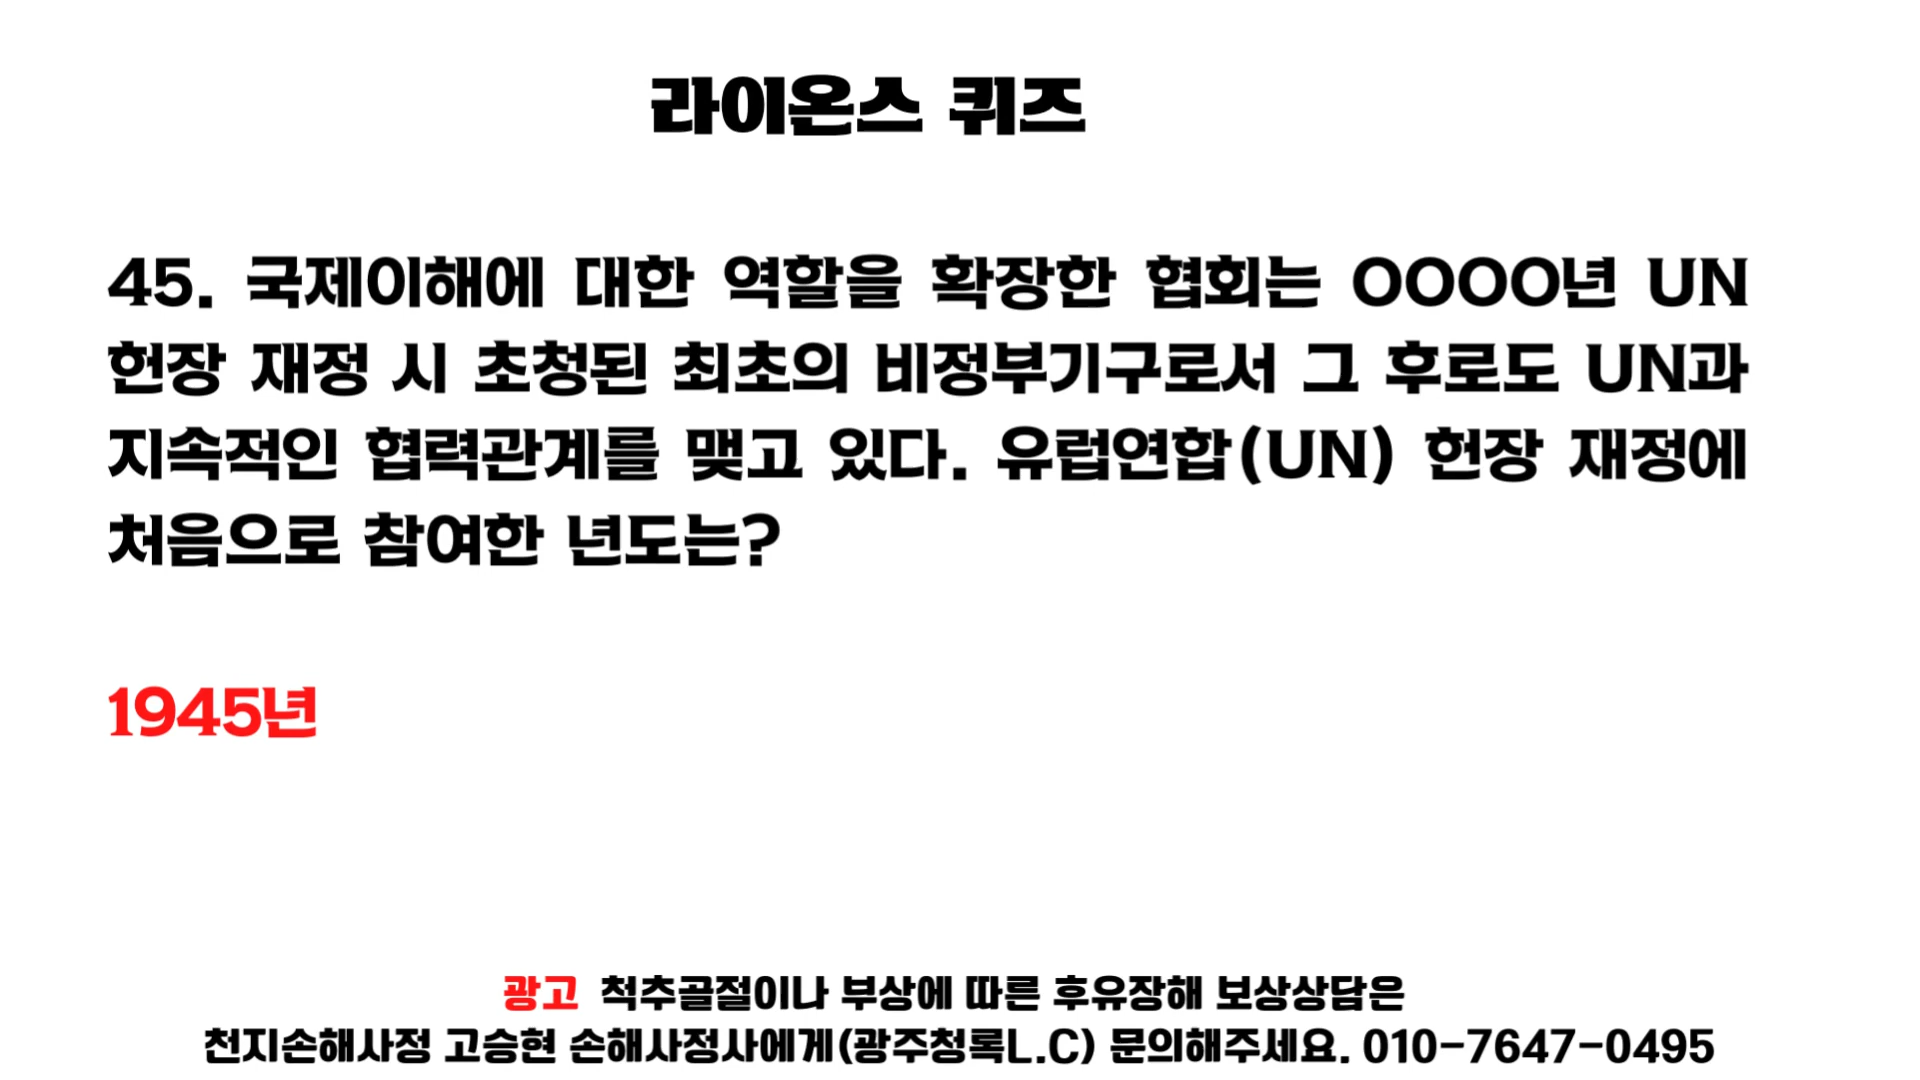 라이온스 퀴즈
45. 국제이해에 대한 역할을 확장한 협회는 OOOO년 UN
헌장 재정 시 초청된 최초의 비정부기구로서 그 후로도 UN과
지속적인 협력관계를 맺고 있다. 유럽연합(UN) 헌장 재정에
처음으로 참여한 년도는?
1945년
광고 척추골절이나 부상에 따른 후유장해 보상상담은
천지손해사정 고승현 손해사정사에게(광주청록L.C) 문의해주세요. 010-7647-0495